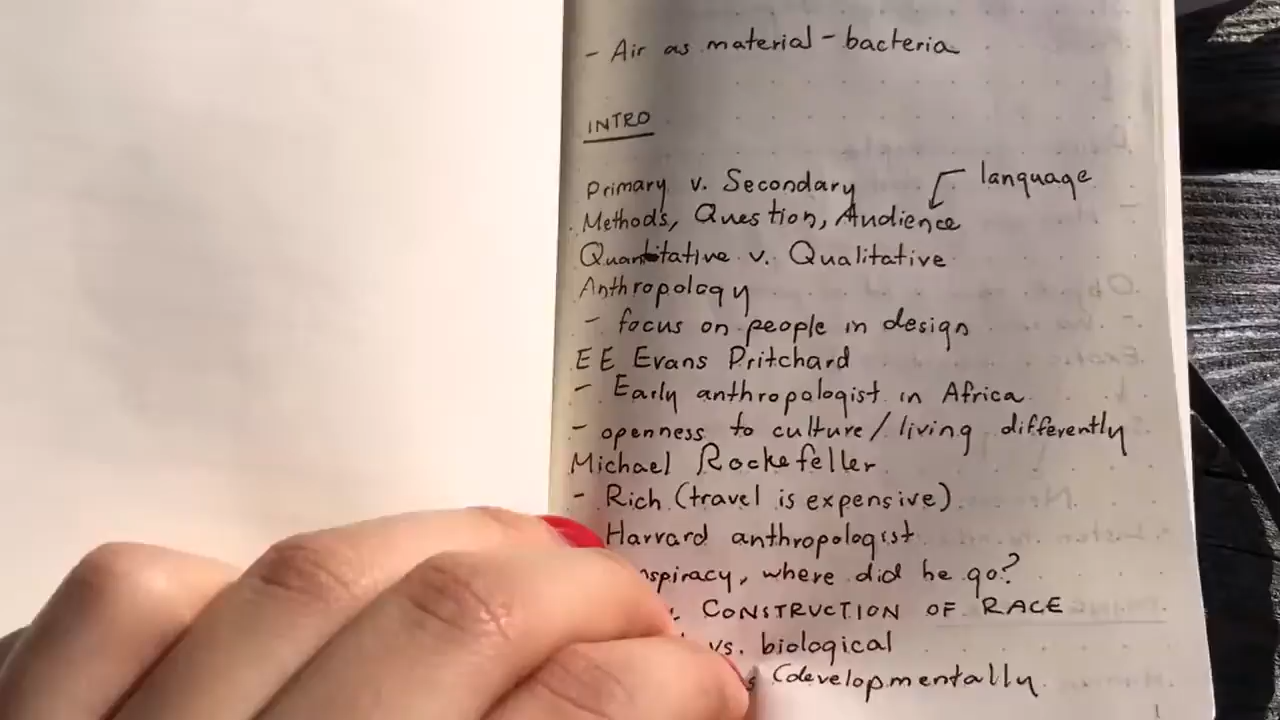 - Air as material - bacteria
INTRO
Primary v. Secondary
language
Methods, Question, Audience
Quantitative v. Qualitative
Anthropology
- focus on people in design
EE Evans Pritchard
- Early anthropologist in Africa
- openness to culture/living differently
Michael Rockefeller
- Rich (travel is expensive)
Harvard anthropologist
where did he go?
CONSTRUCTION OF RACE
vs. biological
(developmentally